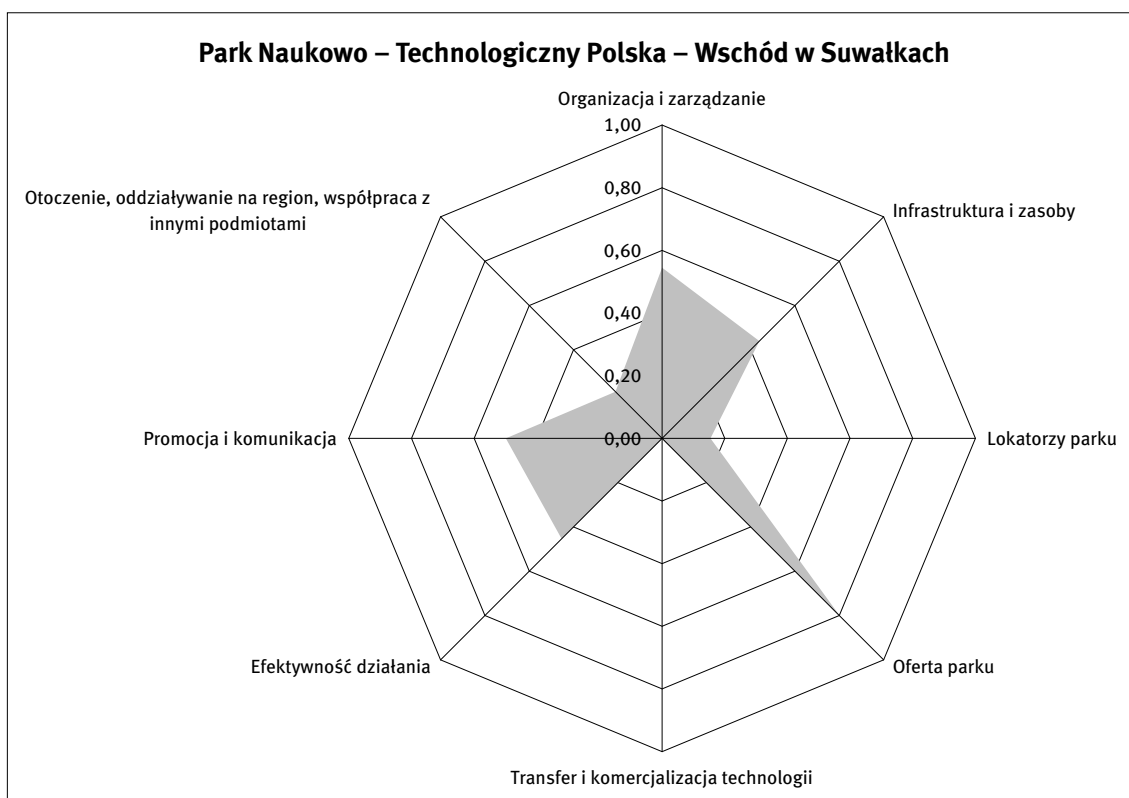 Park Naukowo – Technologiczny Polska – Wschód w Suwałkach
Organizacja i zarządzanie
1,00
0,80
0,60
0,40
0,20
0,00
Infrastruktura i zasoby
Lokatorzy parku
Oferta parku
Transfer i komercjalizacja technologii
Efektywność działania
Promocja i komunikacja
Otoczenie, oddziaływanie na region, współpraca z
innymi podmiotami